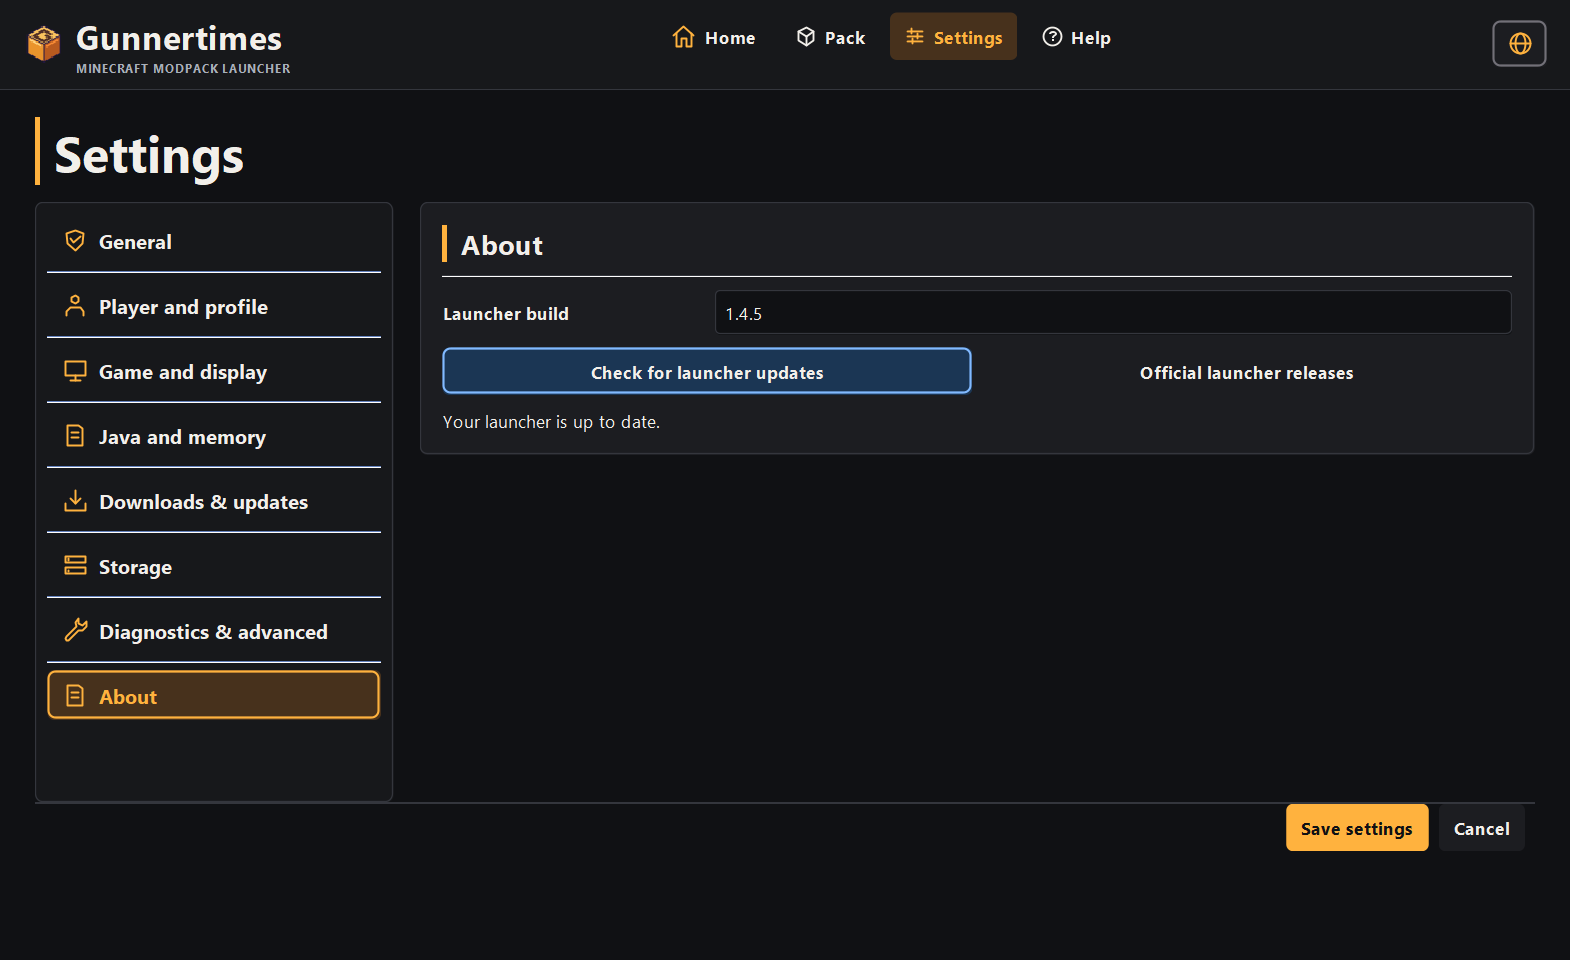 Gunnertimes
MINECRAFT MODPACK LAUNCHER
Home
Pack
Settings
Help
Settings
General
Player and profile
Game and display
Java and memory
Downloads & updates
Storage
Diagnostics & advanced
About
About
Launcher build
1.4.5
Check for launcher updates
Official launcher releases
Your launcher is up to date.
Save settings
Cancel